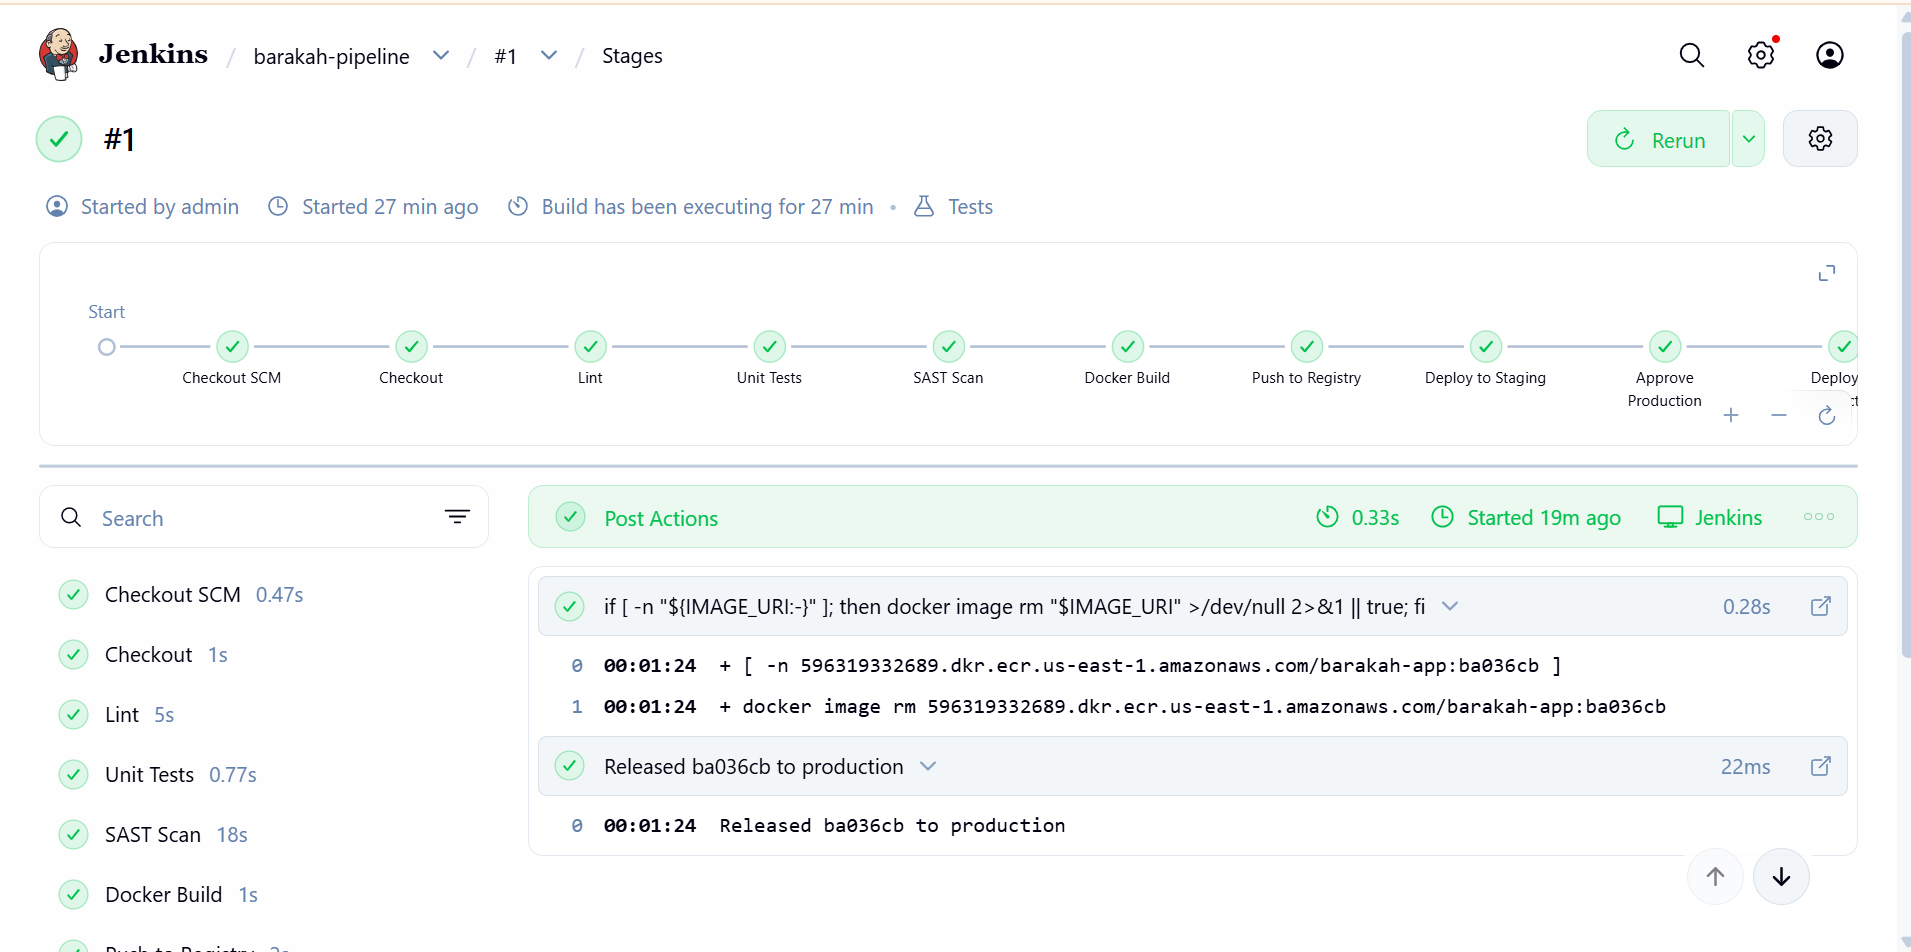 Jenkins / barakah-pipeline / #1 / Stages
#1
Rerun
Started by admin Started 27 min ago Build has been executing for 27 min • Tests
Start
Checkout SCM Checkout Lint Unit Tests SAST Scan Docker Build Push to Registry Deploy to Staging Approve Production Deploy
Search
Checkout SCM 0.47s
Checkout 1s
Lint 5s
Unit Tests 0.77s
SAST Scan 18s
Docker Build 1s
Push to Registry
Post Actions 0.33s Started 19m ago Jenkins
if [ -n "${IMAGE_URI:-}" ]; then docker image rm "$IMAGE_URI" >/dev/null 2>&1 || true; fi 0.28s
0 00:01:24 + [ -n 596319332689.dkr.ecr.us-east-1.amazonaws.com/barakah-app:ba036cb ]
1 00:01:24 + docker image rm 596319332689.dkr.ecr.us-east-1.amazonaws.com/barakah-app:ba036cb
Released ba036cb to production 22ms
0 00:01:24 Released ba036cb to production